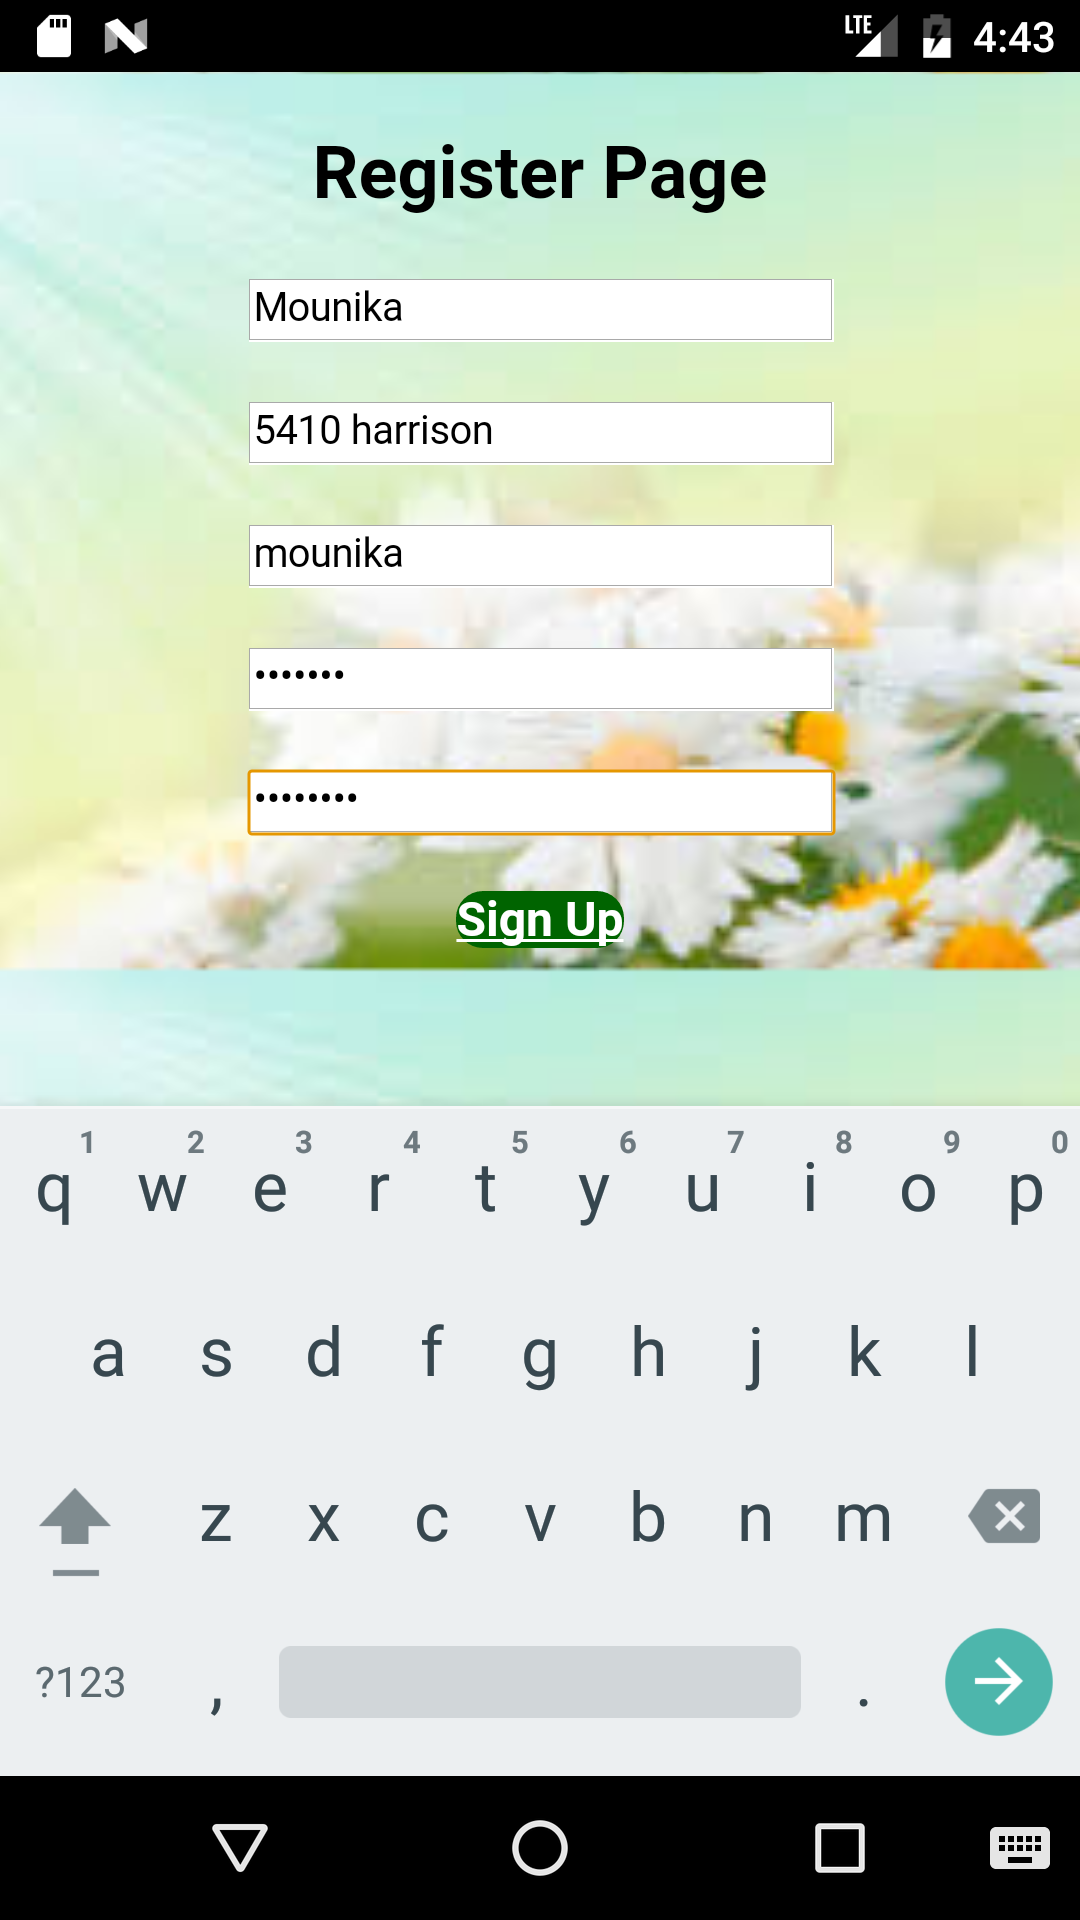 LTE 4:43
Register Page
Mounika
5410 harrison
mounika
•••••••
••••••••
Sign Up
1 2 3 4 5 6 7 8 9 0
q w e r t y u i o p
a s d f g h j k l
z x c v b n m
?123 , .